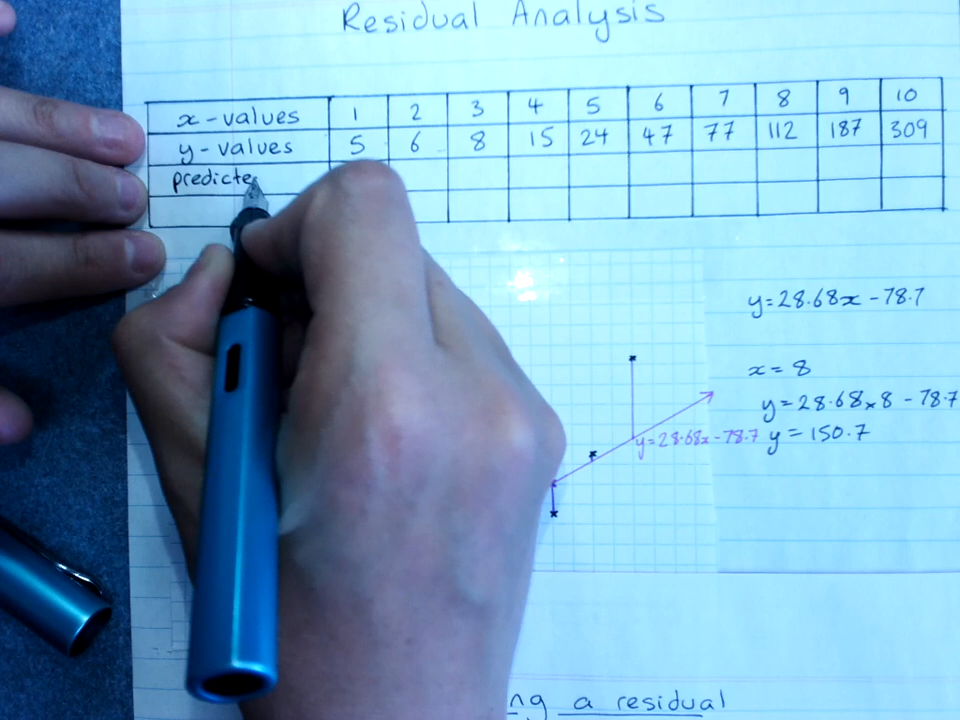 Residual Analysis
x-values 1 2 3 4 5 6 7 8 9 10
y-values 5 6 8 15 24 47 77 112 187 309
predicte
y=28.68x-78.7
x=8
y=28.68x8-78.7
y=28.68x-78.7
y=150.7
ng a residual